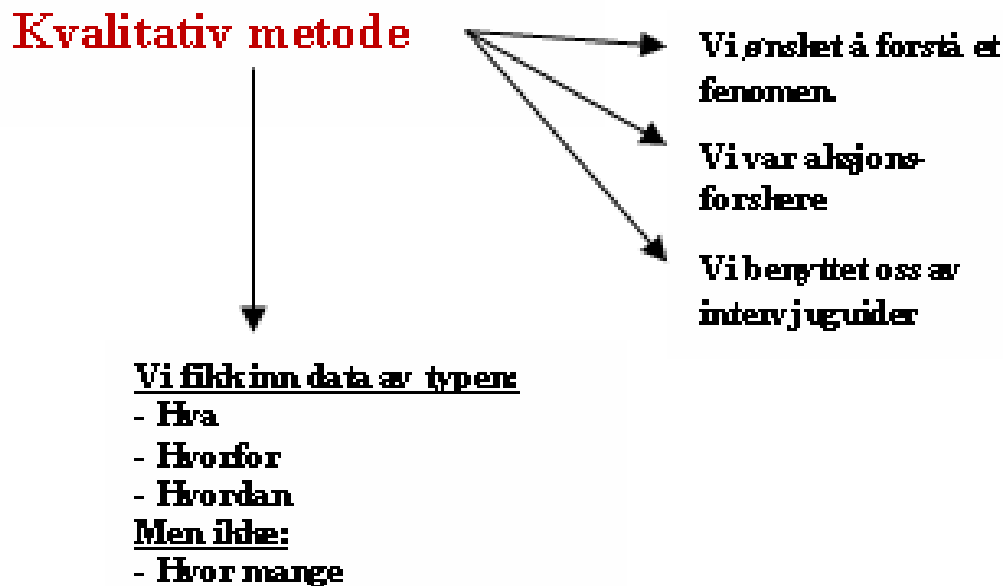 Kvalitativ metode
Vi ønsket å forstå et
fenomen.
Vi var aksjons-
forskere
Vi benyttet oss av
intervjuguider
Vi fikk inn data av typen:
- Hva
- Hvorfor
- Hvordan
Men ikke:
- Hvor mange